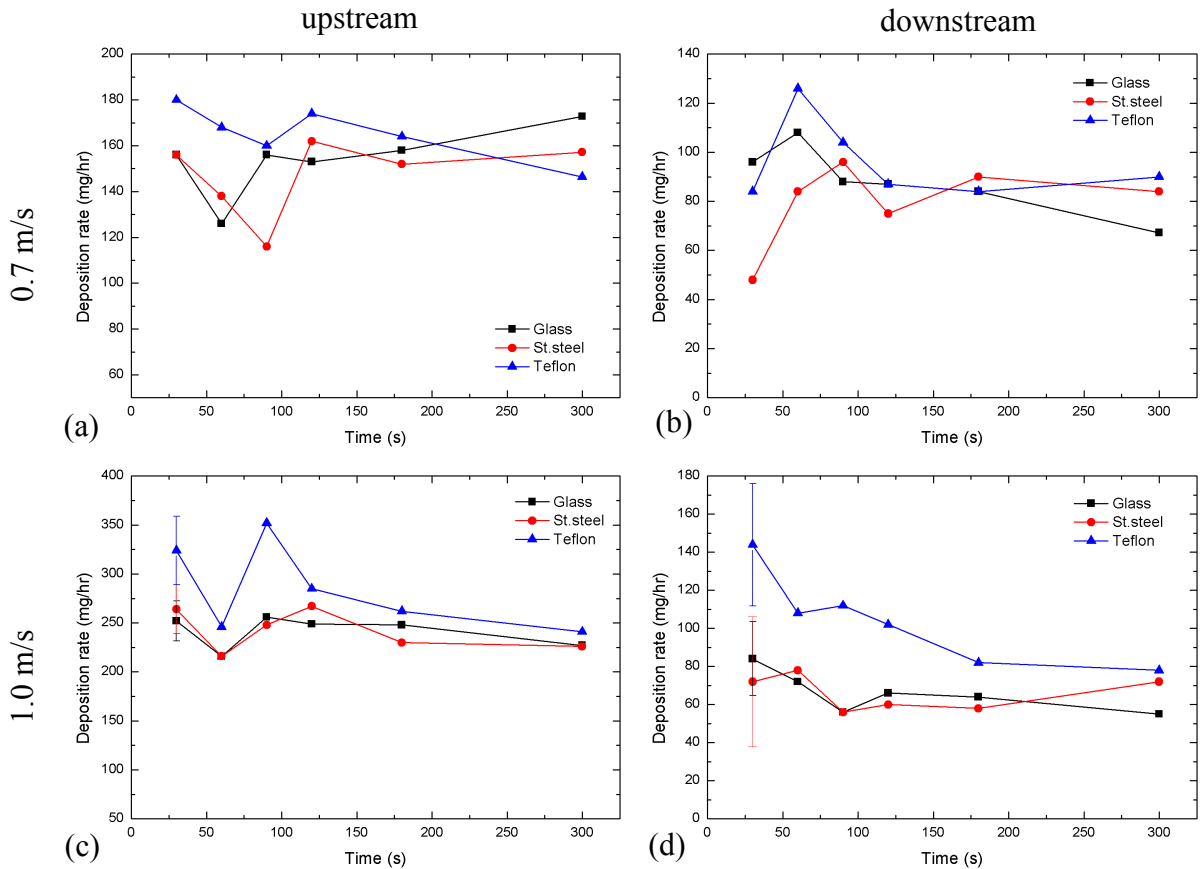 upstream
downstream
0.7 m/s
1.0 m/s
200
180
160
140
120
100
80
60
Deposition rate (mg/hr)
0
50
100
150
200
250
300
Time (s)
Glass
St.steel
Teflon
(a)
140
120
100
80
60
40
20
0
Deposition rate (mg/hr)
0
50
100
150
200
250
300
Time (s)
Glass
St.steel
Teflon
(b)
400
350
300
250
200
150
100
50
Deposition rate (mg/hr)
0
50
100
150
200
250
300
Time (s)
Glass
St.steel
Teflon
(c)
180
160
140
120
100
80
60
40
20
0
Deposition rate (mg/hr)
0
50
100
150
200
250
300
Time (s)
Glass
St.steel
Teflon
(d)